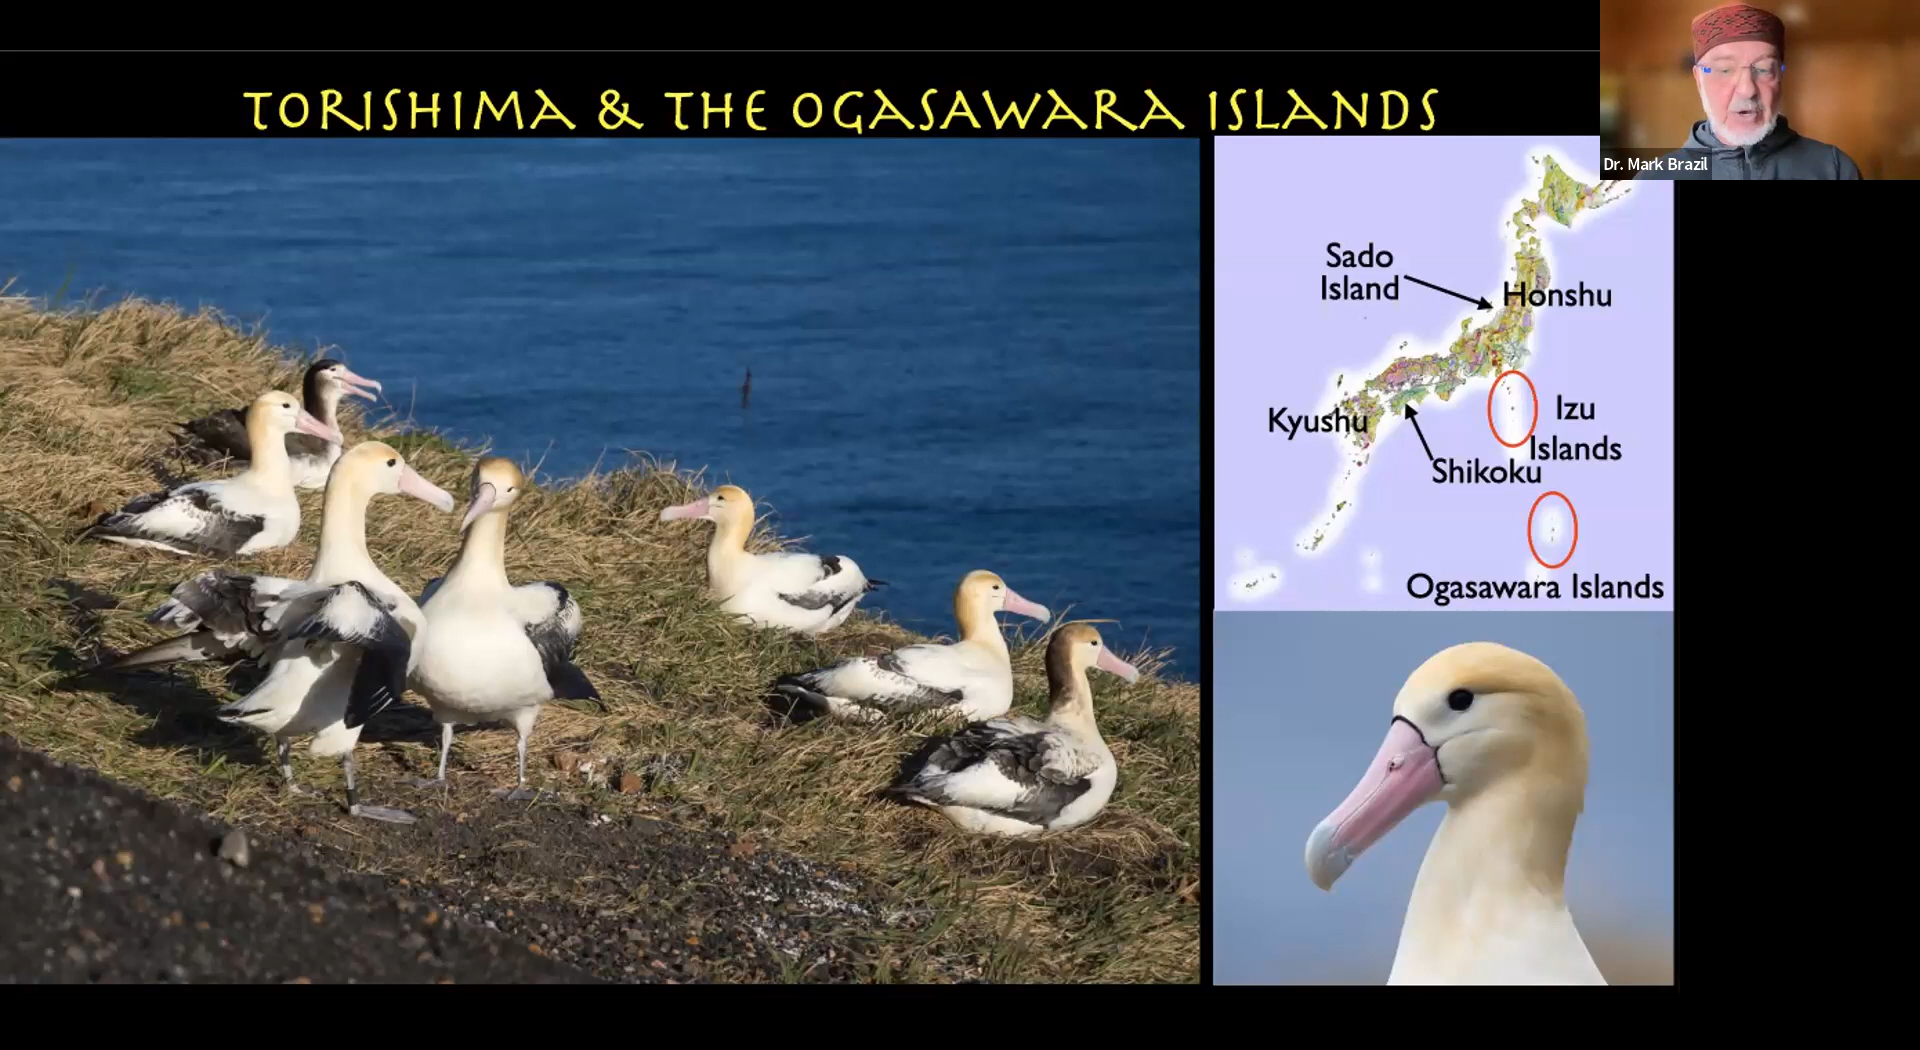 TORISHIMA & THE OGASAWARA ISLANDS
Dr. Mark Brazil
Sado
Island
Honshu
Izu
Islands
Kyushu
Shikoku
Ogasawara Islands